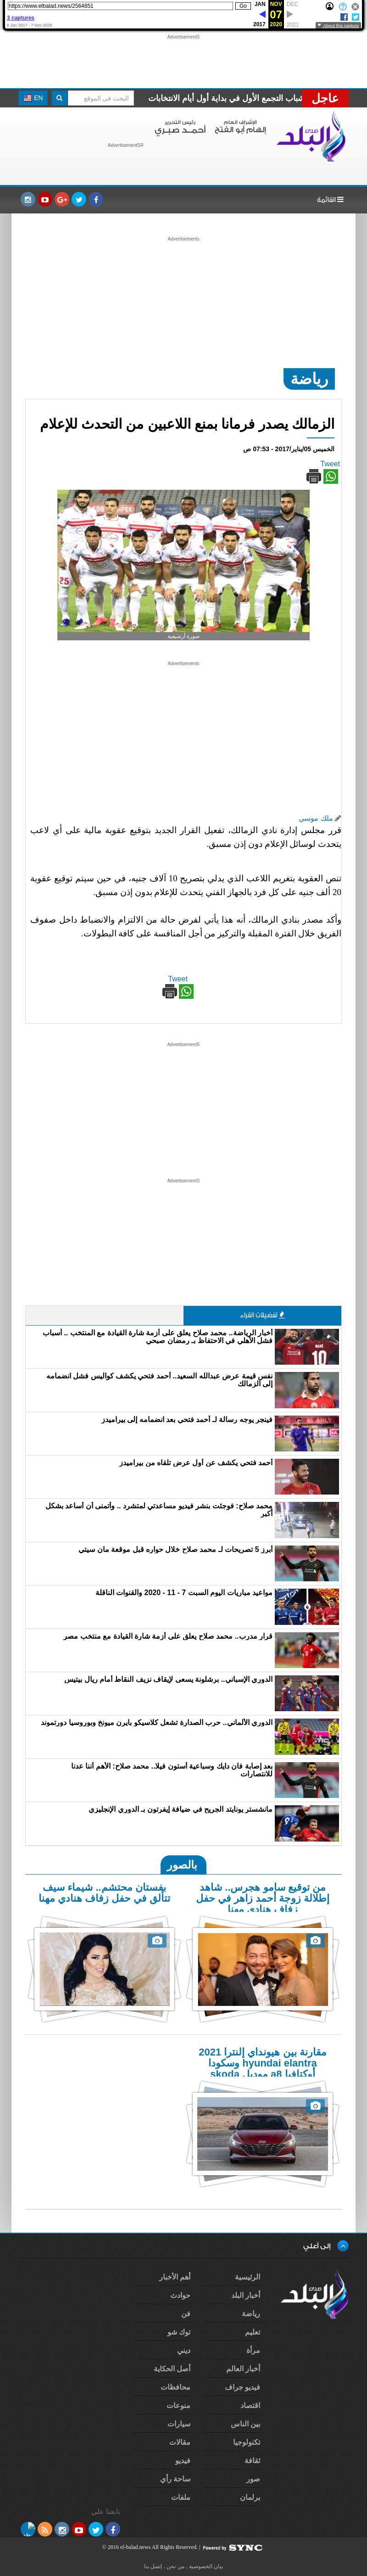 https://www.elbalad.news/2564851
Go
JAN NOV DEC
07
2017 2020 2021
3 captures
6 Jan 2017 - 7 Nov 2020
About this capture
AdvertisementS
عاجل
شباب التجمع الأول في بداية أول أيام الانتخابات
البحث فى الموقع
EN
صدى البلد
الإشراف العام
إلهام أبو الفتح
رئيس التحرير
أحمـد صبـري
AdvertisementSR
القائمة
Advertisements
رياضة
الزمالك يصدر فرمانا بمنع اللاعبين من التحدث للإعلام
الخميس 05/يناير/2017 - 07:53 ص
Tweet
صورة أرشيفية
Advertisements
ملك موسي
قرر مجلس إدارة نادي الزمالك، تفعيل القرار الجديد بتوقيع عقوبة مالية على أي لاعب يتحدث لوسائل الإعلام دون إذن مسبق.
تنص العقوبة بتغريم اللاعب الذي يدلي بتصريح 10 آلاف جنيه، في حين سيتم توقيع عقوبة 20 ألف جنيه على كل فرد بالجهاز الفني يتحدث للإعلام بدون إذن مسبق.
وأكد مصدر بنادي الزمالك، أنه هذا يأتي لفرض حالة من الالتزام والانضباط داخل صفوف الفريق خلال الفترة المقبلة والتركيز من أجل المنافسة على كافة البطولات.
Tweet
AdvertisementS
AdvertisementS
تفضيلات القراء
أخبار الرياضة.. محمد صلاح يعلق على أزمة شارة القيادة مع المنتخب .. أسباب فشل الأهلي في الاحتفاظ بـ رمضان صبحي
نفس قيمة عرض عبدالله السعيد.. أحمد فتحي يكشف كواليس فشل انضمامه إلى الزمالك
فينجر يوجه رسالة لـ أحمد فتحي بعد انضمامه إلى بيراميدز
أحمد فتحي يكشف عن أول عرض تلقاه من بيراميدز
محمد صلاح: فوجئت بنشر فيديو مساعدتي لمتشرد .. وأتمنى أن أساعد بشكل أكبر
أبرز 5 تصريحات لـ محمد صلاح خلال حواره قبل موقعة مان سيتي
مواعيد مباريات اليوم السبت 7 - 11 - 2020 والقنوات الناقلة
قرار مدرب.. محمد صلاح يعلق على أزمة شارة القيادة مع منتخب مصر
الدوري الإسباني.. برشلونة يسعى لإيقاف نزيف النقاط أمام ريال بيتيس
الدوري الألماني.. حرب الصدارة تشعل كلاسيكو بايرن ميونخ وبوروسيا دورتموند
بعد إصابة فان دايك وسباعية أستون فيلا.. محمد صلاح: الأهم أننا عدنا للانتصارات
مانشستر يونايتد الجريح في ضيافة إيفرتون بـ الدوري الإنجليزي
بالصور
من توقيع سامو هجرس.. شاهد إطلالة زوجة أحمد زاهر في حفل زفاف هنادي مهنا
بفستان محتشم.. شيماء سيف تتألق في حفل زفاف هنادي مهنا
مقارنة بين هيونداي إلنترا 2021 hyundai elantra وسكودا أوكتافيا a8 موديل skoda
إلى أعلى
صدى البلد
الرئيسية
أخبار البلد
رياضة
تعليم
مرأة
أخبار العالم
فيديو جراف
اقتصاد
بين الناس
تكنولوجيا
ثقافة
صور
برلمان
أهم الأخبار
حوادث
فن
توك شو
ديني
أصل الحكاية
محافظات
منوعات
سيارات
مقالات
فيديو
ساحة رأي
ملفات
تابعنا على
© 2016 el-balad.news All Rights Reserved. | Powered by SYNC
بيان الخصوصية . من نحن . إتصل بنا